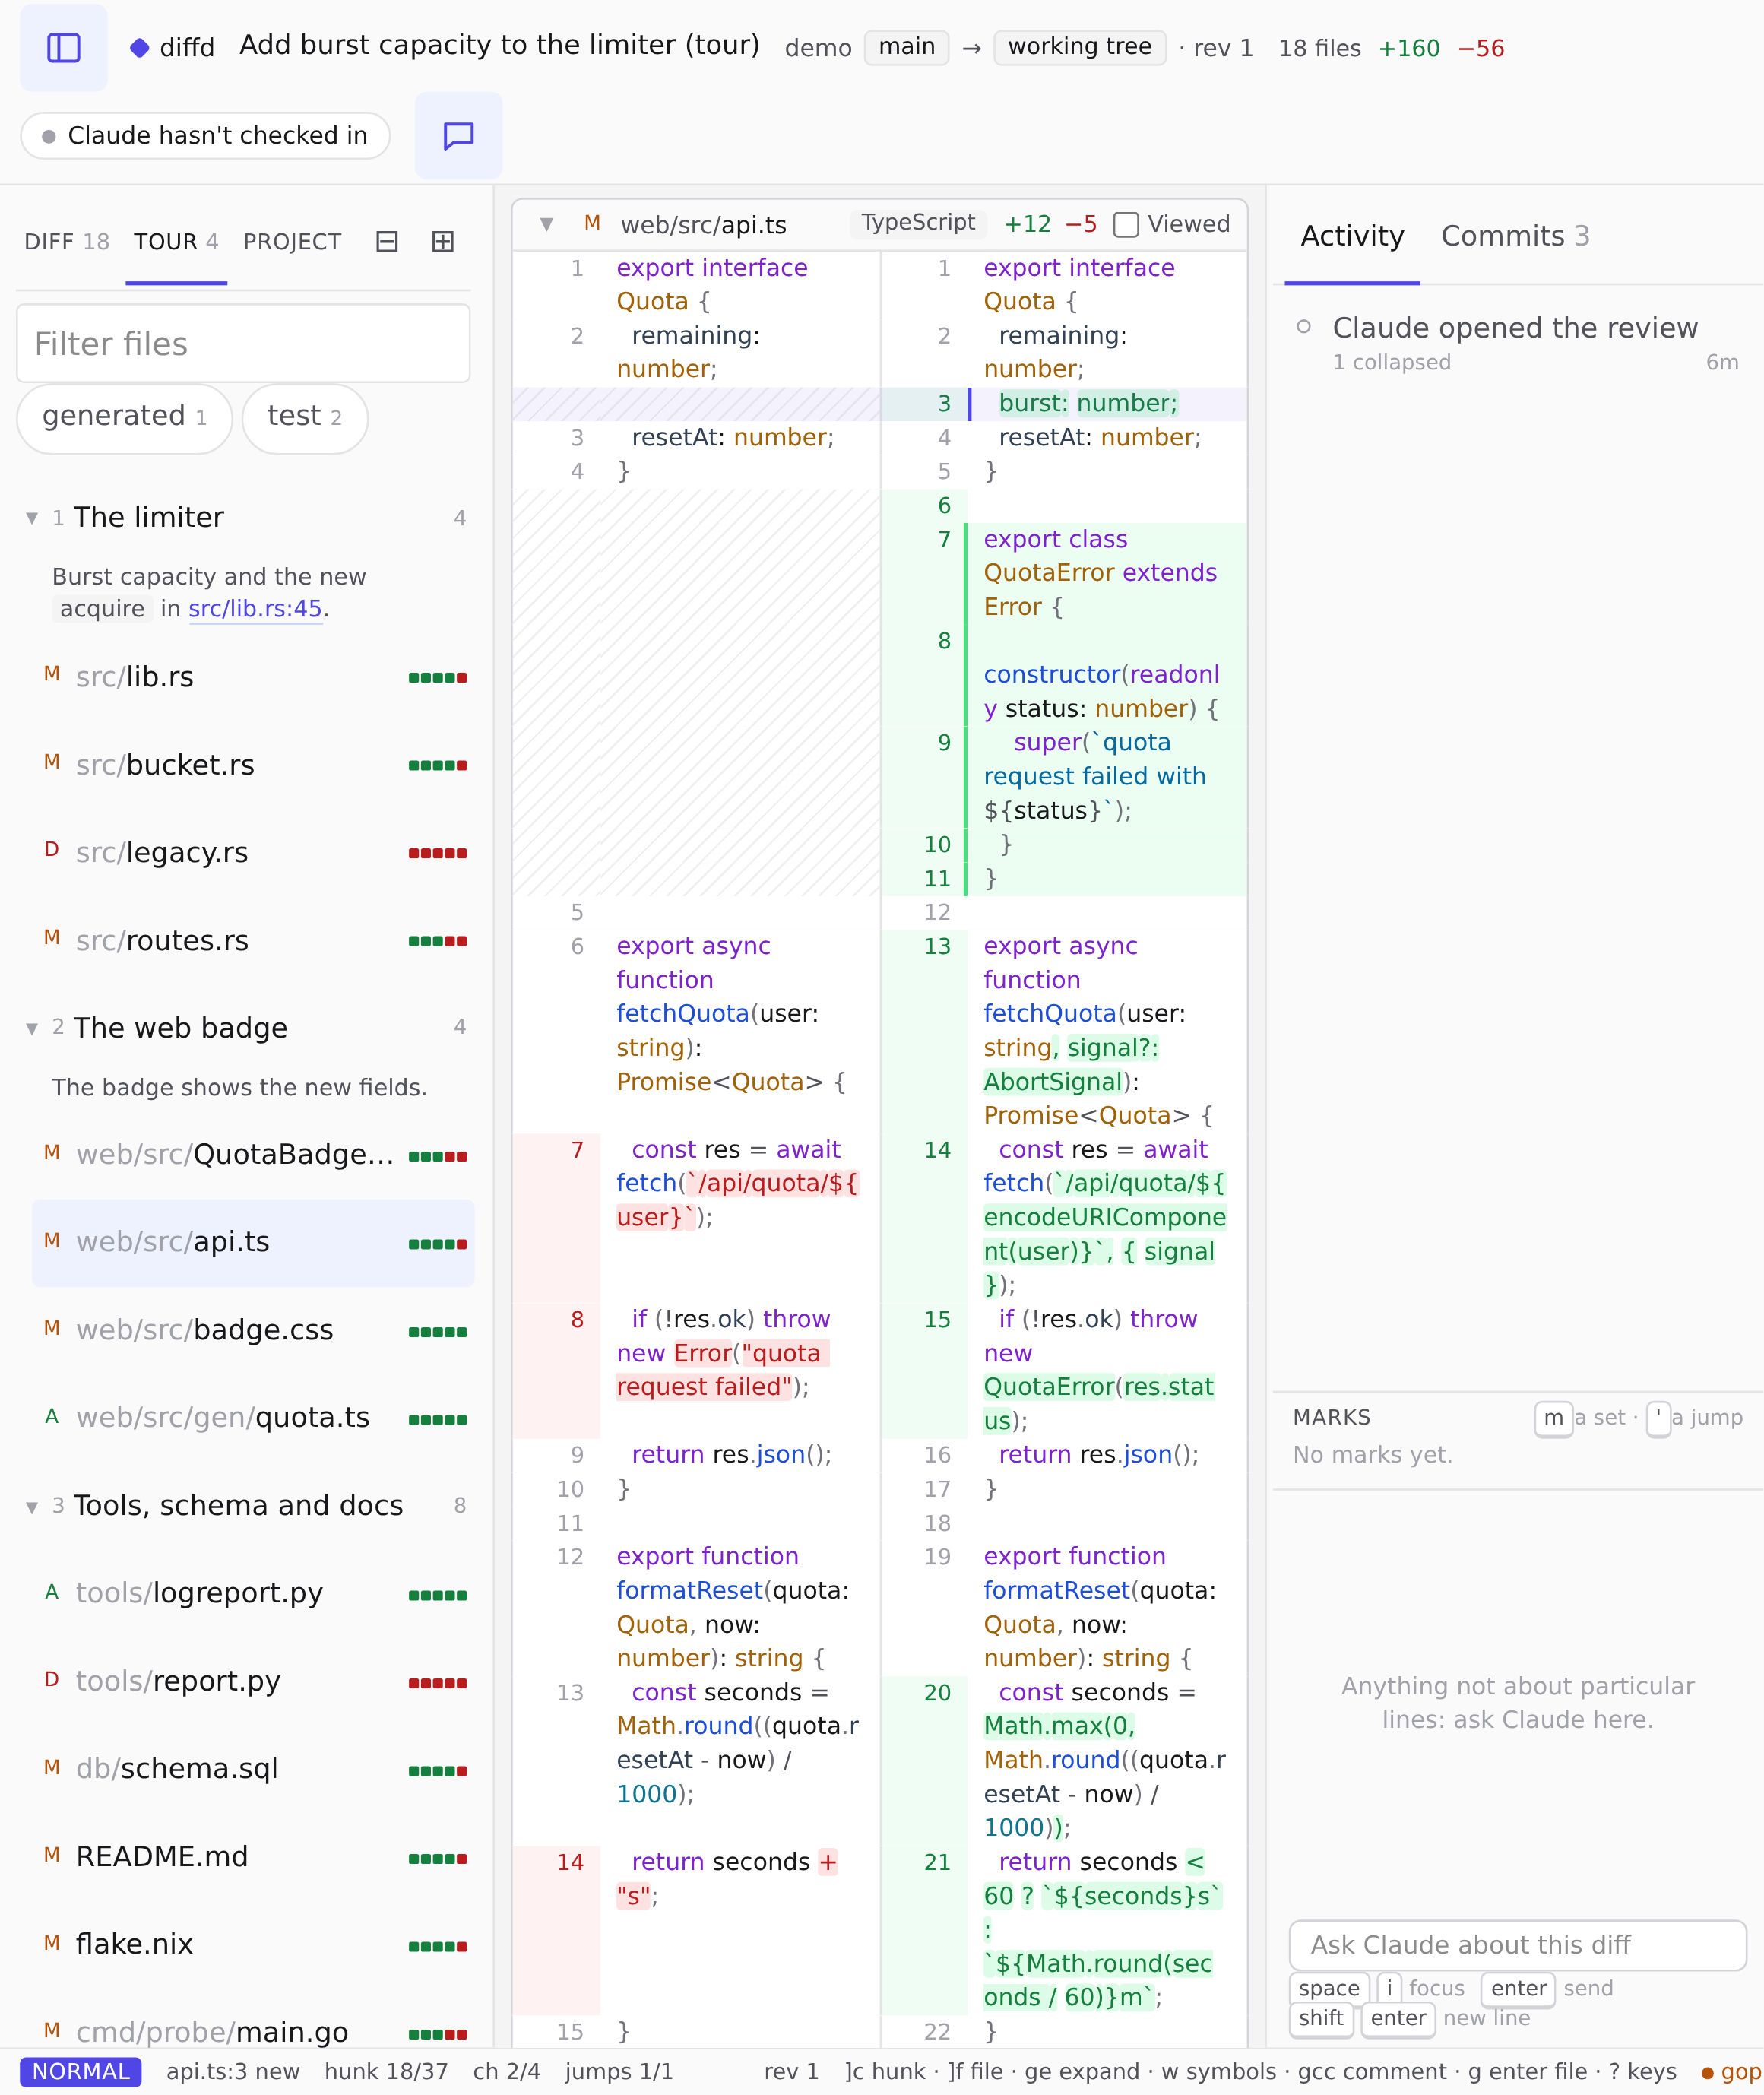 diffd Add burst capacity to the limiter (tour) demo main → working tree · rev 1 18 files +160 −56
Claude hasn't checked in
DIFF 18 TOUR 4 PROJECT
Filter files
generated 1 test 2
▼ 1 The limiter 4
Burst capacity and the new
acquire in src/lib.rs:45.
M src/lib.rs
M src/bucket.rs
D src/legacy.rs
M src/routes.rs
▼ 2 The web badge 4
The badge shows the new fields.
M web/src/QuotaBadge…
M web/src/api.ts
M web/src/badge.css
A web/src/gen/quota.ts
▼ 3 Tools, schema and docs 8
A tools/logreport.py
D tools/report.py
M db/schema.sql
M README.md
M flake.nix
M cmd/probe/main.go
▼ M web/src/api.ts TypeScript +12 −5 Viewed
1 export interface
Quota {
2 remaining:
number;
3 resetAt: number;
4 }
5
6 export async
function
fetchQuota(user:
string):
Promise<Quota> {
7 const res = await
fetch(`/api/quota/${
user}`);
8 if (!res.ok) throw
new Error("quota
request failed");
9 return res.json();
10 }
11
12 export function
formatReset(quota:
Quota, now:
number): string {
13 const seconds =
Math.round((quota.r
esetAt - now) /
1000);
14 return seconds +
"s";
15 }
1 export interface
Quota {
2 remaining:
number;
3 burst: number;
4 resetAt: number;
5 }
6
7 export class
QuotaError extends
Error {
8
constructor(readonl
y status: number) {
9 super(`quota
request failed with
${status}`);
10 }
11 }
12
13 export async
function
fetchQuota(user:
string, signal?:
AbortSignal):
Promise<Quota> {
14 const res = await
fetch(`/api/quota/${
encodeURICompone
nt(user)}`, { signal
});
15 if (!res.ok) throw
new
QuotaError(res.stat
us);
16 return res.json();
17 }
18
19 export function
formatReset(quota:
Quota, now:
number): string {
20 const seconds =
Math.max(0,
Math.round((quota.r
esetAt - now) /
1000));
21 return seconds <
60 ? `${seconds}s`
:
`${Math.round(sec
onds / 60)}m`;
22 }
Activity Commits 3
Claude opened the review
1 collapsed 6m
MARKS m a set · ' a jump
No marks yet.
Anything not about particular
lines: ask Claude here.
Ask Claude about this diff
space i focus enter send
shift enter new line
NORMAL api.ts:3 new hunk 18/37 ch 2/4 jumps 1/1 rev 1 ]c hunk · ]f file · ge expand · w symbols · gcc comment · g enter file · ? keys ● gop